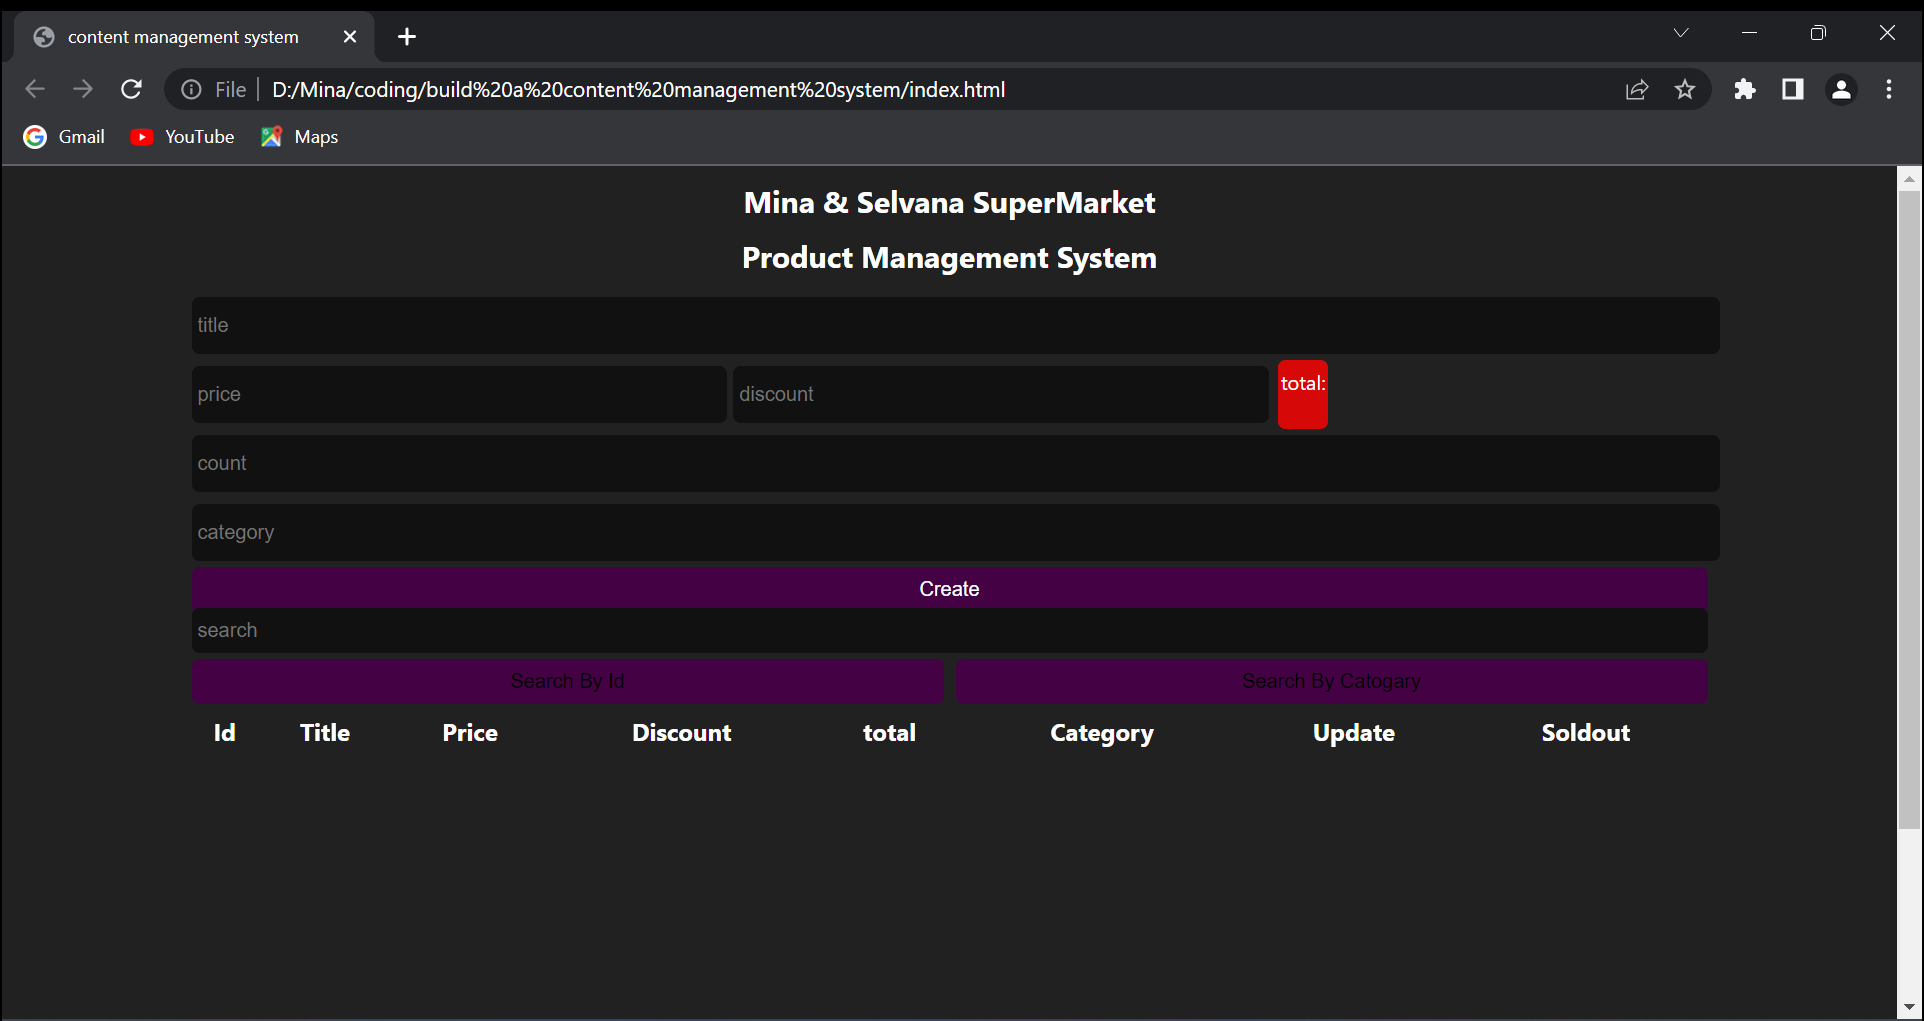 content management system
File D:/Mina/coding/build%20a%20content%20management%20system/index.html
Gmail YouTube Maps
Mina & Selvana SuperMarket
Product Management System
title
price discount total:
count
category
Create
search
Search By Id Search By Catogary
Id Title Price Discount total Category Update Soldout